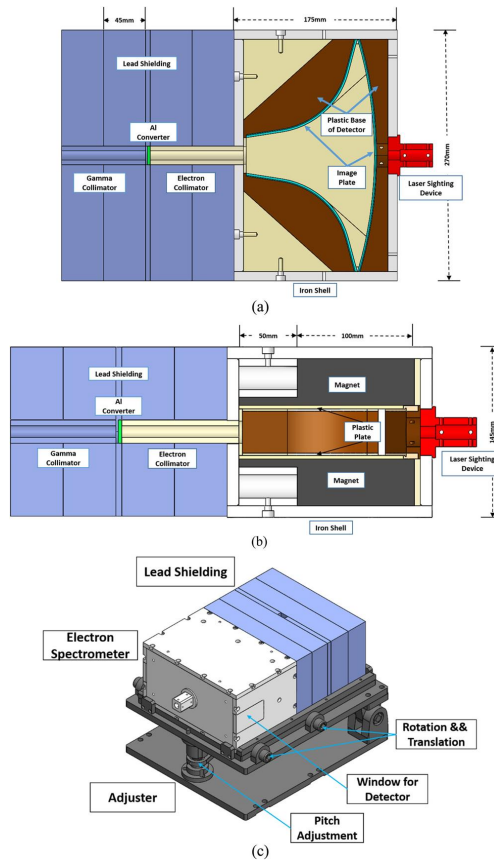 45mm
175mm
Lead Shielding
Al
Converter
Plastic Base
of Detector
Image
Plate
Gamma
Collimator
Electron
Collimator
Laser Sighting
Device
270mm
Iron Shell
(a)
50mm
100mm
Lead Shielding
Al
Converter
Magnet
Plastic
Plate
Gamma
Collimator
Electron
Collimator
Magnet
Laser Sighting
Device
145mm
Iron Shell
(b)
Lead Shielding
Electron
Spectrometer
Rotation &&
Translation
Window for
Detector
Adjuster
Pitch
Adjustment
(c)